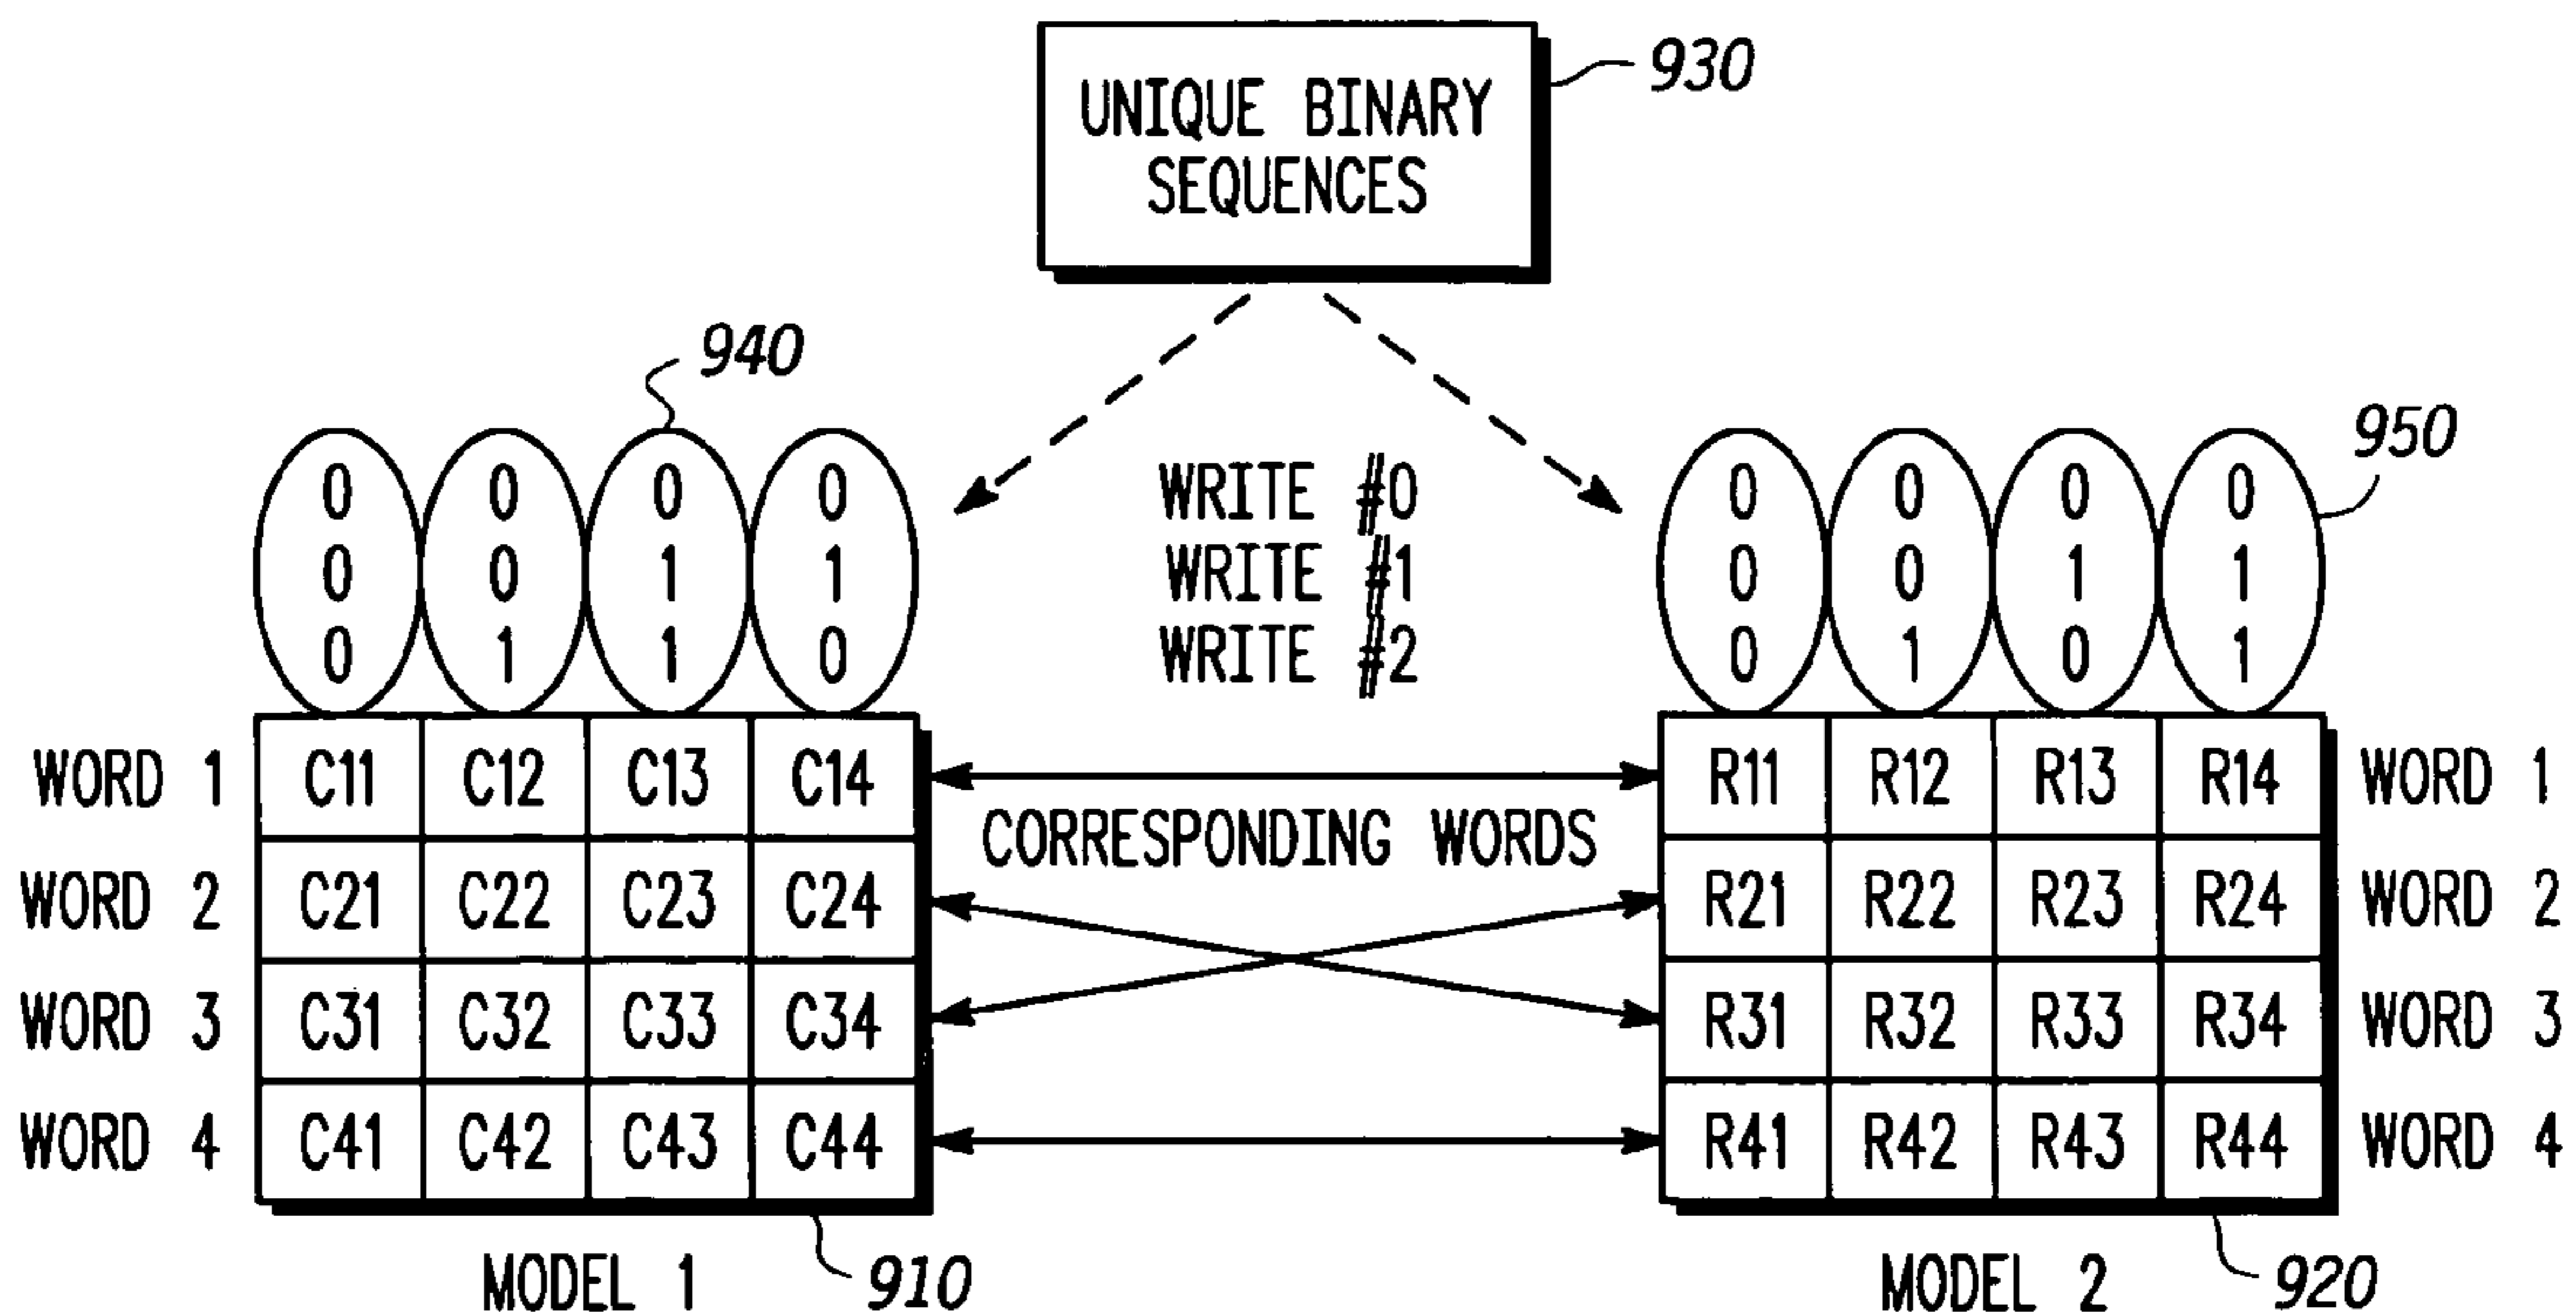 UNIQUE BINARY
SEQUENCES
930
940
950
0 0 0 0
0 0 1 1
0 1 1 0
WRITE #0
WRITE #1
WRITE #2
0 0 0 0
0 0 1 1
0 1 0 1
WORD 1 C11 C12 C13 C14
WORD 2 C21 C22 C23 C24
WORD 3 C31 C32 C33 C34
WORD 4 C41 C42 C43 C44
CORRESPONDING WORDS
R11 R12 R13 R14 WORD 1
R21 R22 R23 R24 WORD 2
R31 R32 R33 R34 WORD 3
R41 R42 R43 R44 WORD 4
MODEL 1
910
MODEL 2
920